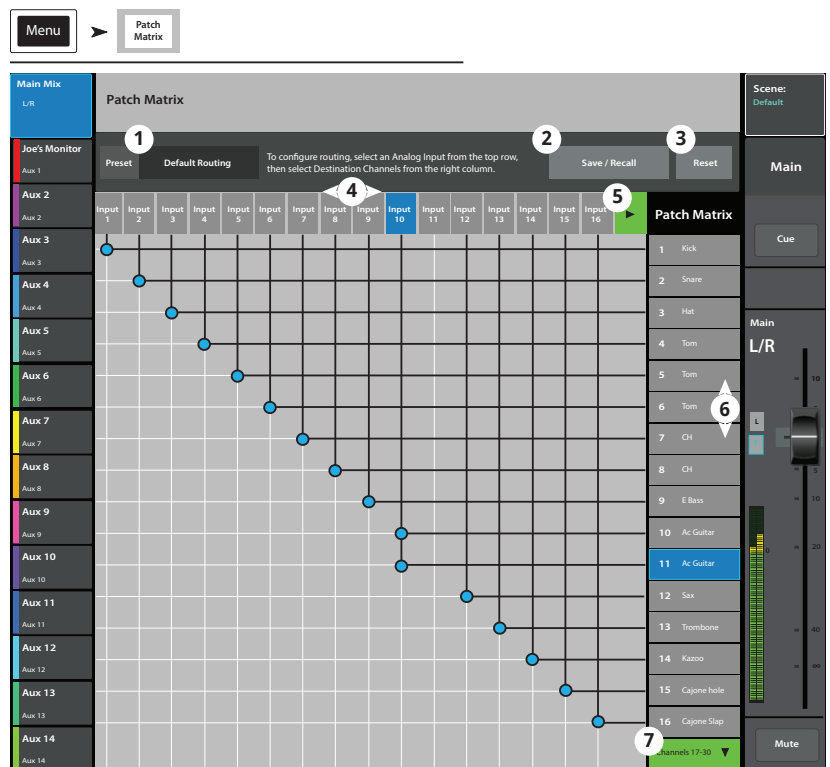 Menu
Patch
Matrix
Main Mix
L/R
Patch Matrix
Scene:
Default
1
2
3
Preset
Default Routing
To configure routing, select an Analog Input from the top row,
then select Destination Channels from the right column.
Save / Recall
Reset
4
5
Input
1
Input
2
Input
3
Input
4
Input
5
Input
6
Input
7
Input
8
Input
9
Input
10
Input
11
Input
12
Input
13
Input
14
Input
15
Input
16
Patch Matrix
Joe's Monitor
Aux 1
Aux 2
Aux 2
Aux 3
Aux 3
Aux 4
Aux 4
Aux 5
Aux 5
Aux 6
Aux 6
Aux 7
Aux 7
Aux 8
Aux 8
Aux 9
Aux 9
Aux 10
Aux 10
Aux 11
Aux 11
Aux 12
Aux 12
Aux 13
Aux 13
Aux 14
Aux 14
1 Kick
2 Snare
3 Hat
4 Tom
5 Tom
6 Tom
6
7 CH
8 CH
9 E Bass
10 Ac Guitar
11 Ac Guitar
12 Sax
13 Trombone
14 Kazoo
15 Cajone hole
16 Cajone Slap
7
Channels 17-30
Main
Cue
Main
L/R
10
L
5
10
0
20
40
∞
Mute